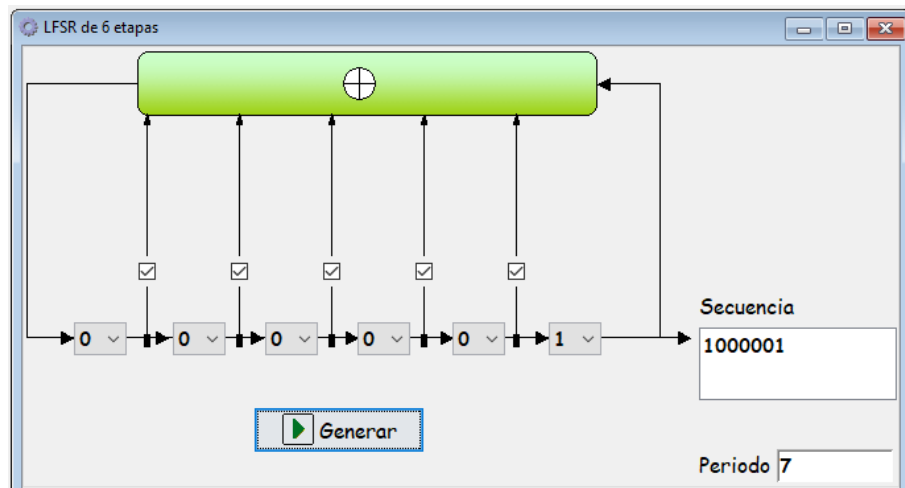 LFSR de 6 etapas
0 0 0 0 0 1
Secuencia
1000001
Generar
Periodo 7